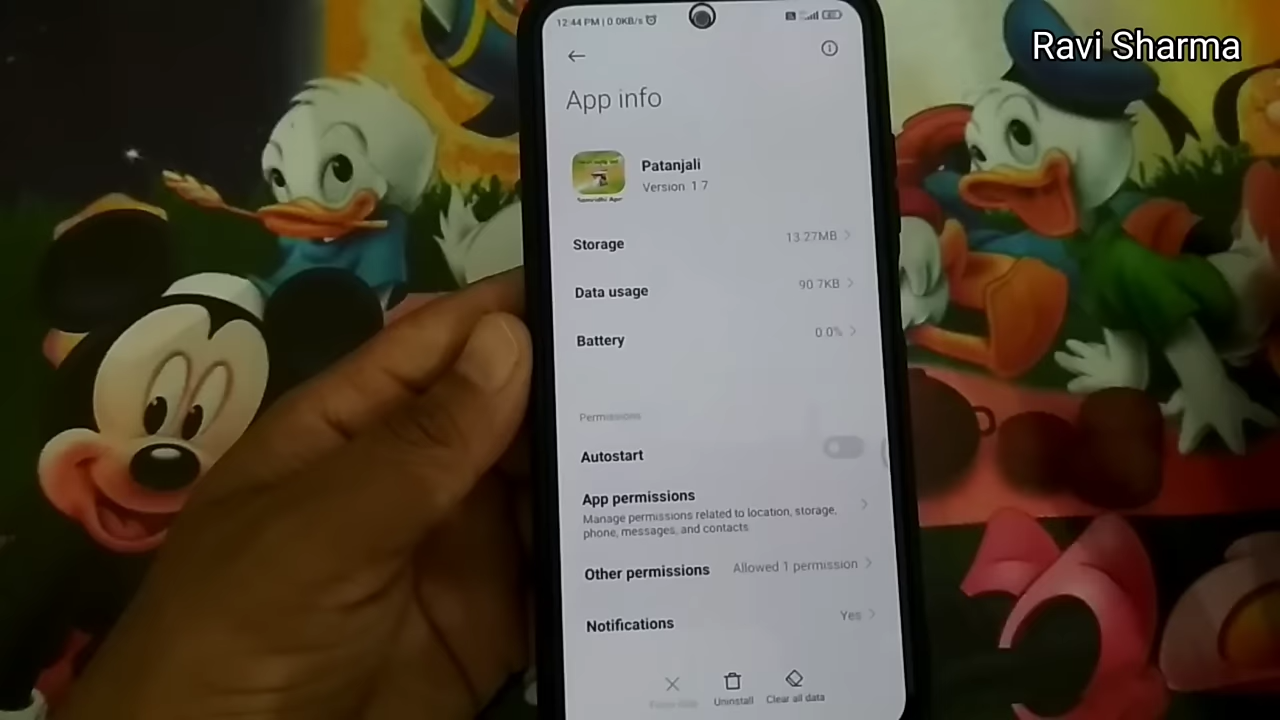 Ravi Sharma
12:44 PM | 0.0KB/s
App info
Patanjali
Version 1.7
Storage
13.27MB
Data usage
90.7KB
Battery
0.0%
Permissions
Autostart
App permissions
Manage permissions related to location, storage,
phone, messages, and contacts
Other permissions
Allowed 1 permission
Notifications
Yes
Uninstall
Clear all data